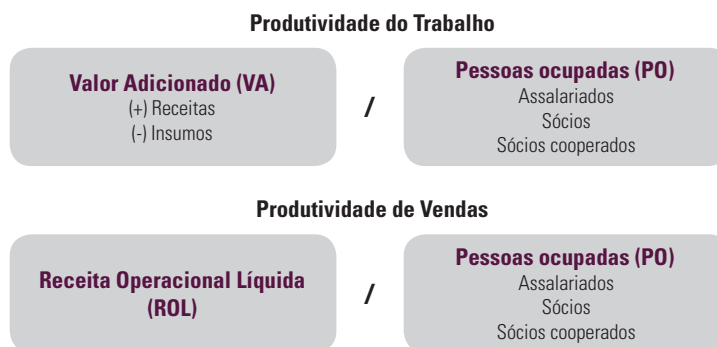 Produtividade do Trabalho
Valor Adicionado (VA)
(+) Receitas
(-) Insumos
/
Pessoas ocupadas (PO)
Assalariados
Sócios
Sócios cooperados
Produtividade de Vendas
Receita Operacional Líquida
(ROL)
/
Pessoas ocupadas (PO)
Assalariados
Sócios
Sócios cooperados